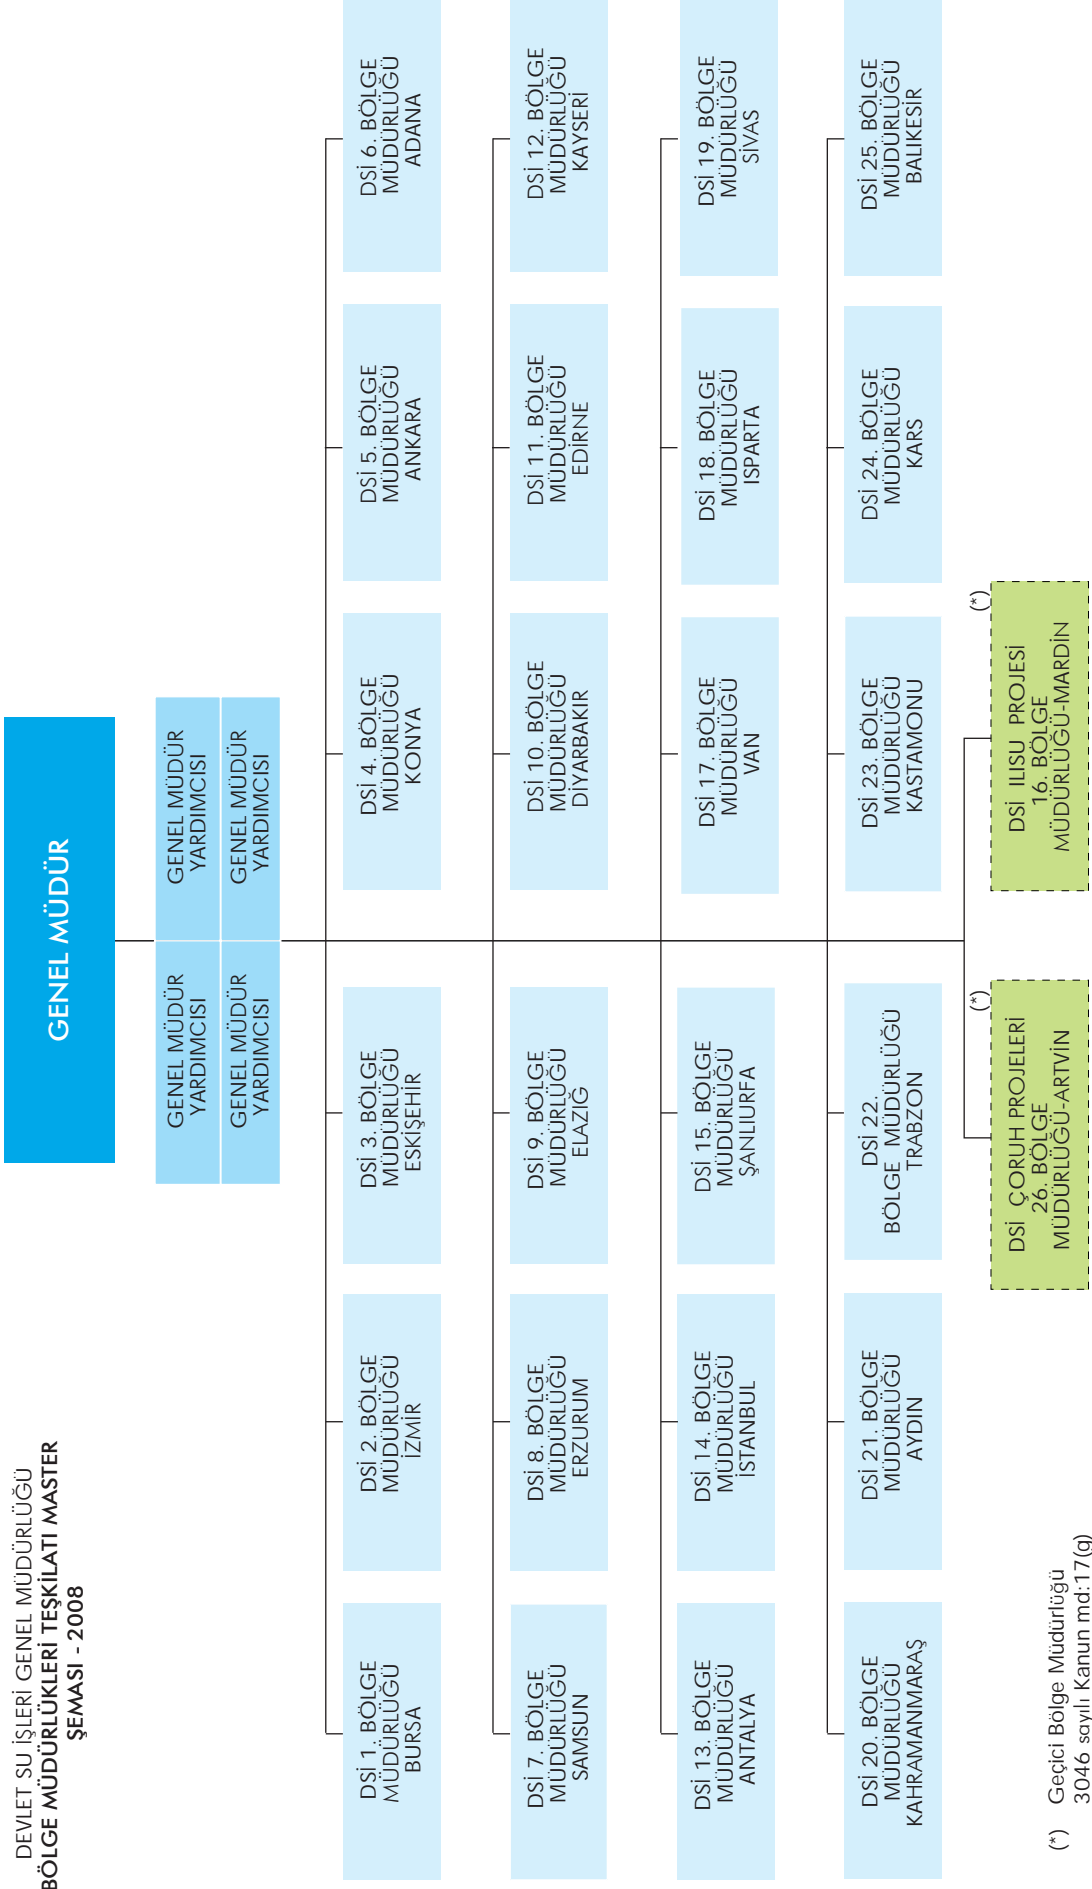 DEVLET SU İŞLERİ GENEL MÜDÜRLÜĞÜ
BÖLGE MÜDÜRLÜKLERİ TEŞKİLATI MASTER
ŞEMASI - 2008
GENEL MÜDÜR
GENEL MÜDÜR
YARDIMCISI
GENEL MÜDÜR
YARDIMCISI
GENEL MÜDÜR
YARDIMCISI
GENEL MÜDÜR
YARDIMCISI
DSİ 1. BÖLGE
MÜDÜRLÜĞÜ
BURSA
DSİ 2. BÖLGE
MÜDÜRLÜĞÜ
İZMİR
DSİ 3. BÖLGE
MÜDÜRLÜĞÜ
ESKİŞEHİR
DSİ 4. BÖLGE
MÜDÜRLÜĞÜ
KONYA
DSİ 5. BÖLGE
MÜDÜRLÜĞÜ
ANKARA
DSİ 6. BÖLGE
MÜDÜRLÜĞÜ
ADANA
DSİ 7. BÖLGE
MÜDÜRLÜĞÜ
SAMSUN
DSİ 8. BÖLGE
MÜDÜRLÜĞÜ
ERZURUM
DSİ 9. BÖLGE
MÜDÜRLÜĞÜ
ELAZIĞ
DSİ 10. BÖLGE
MÜDÜRLÜĞÜ
DİYARBAKIR
DSİ 11. BÖLGE
MÜDÜRLÜĞÜ
EDİRNE
DSİ 12. BÖLGE
MÜDÜRLÜĞÜ
KAYSERİ
DSİ 13. BÖLGE
MÜDÜRLÜĞÜ
ANTALYA
DSİ 14. BÖLGE
MÜDÜRLÜĞÜ
İSTANBUL
DSİ 15. BÖLGE
MÜDÜRLÜĞÜ
ŞANLIURFA
DSİ 17. BÖLGE
MÜDÜRLÜĞÜ
VAN
DSİ 18. BÖLGE
MÜDÜRLÜĞÜ
ISPARTA
DSİ 19. BÖLGE
MÜDÜRLÜĞÜ
SİVAS
DSİ 20. BÖLGE
MÜDÜRLÜĞÜ
KAHRAMANMARAŞ
DSİ 21. BÖLGE
MÜDÜRLÜĞÜ
AYDIN
DSİ 22.
BÖLGE MÜDÜRLÜĞÜ
TRABZON
DSİ 23. BÖLGE
MÜDÜRLÜĞÜ
KASTAMONU
DSİ 24. BÖLGE
MÜDÜRLÜĞÜ
KARS
DSİ 25. BÖLGE
MÜDÜRLÜĞÜ
BALIKESİR
(*)
DSİ ÇORUH PROJELERİ
26. BÖLGE
MÜDÜRLÜĞÜ-ARTVİN
(*)
DSİ ILISU PROJESİ
16. BÖLGE
MÜDÜRLÜĞÜ-MARDİN
(*) Geçici Bölge Müdürlüğü
3046 sayılı Kanun md:17(g)